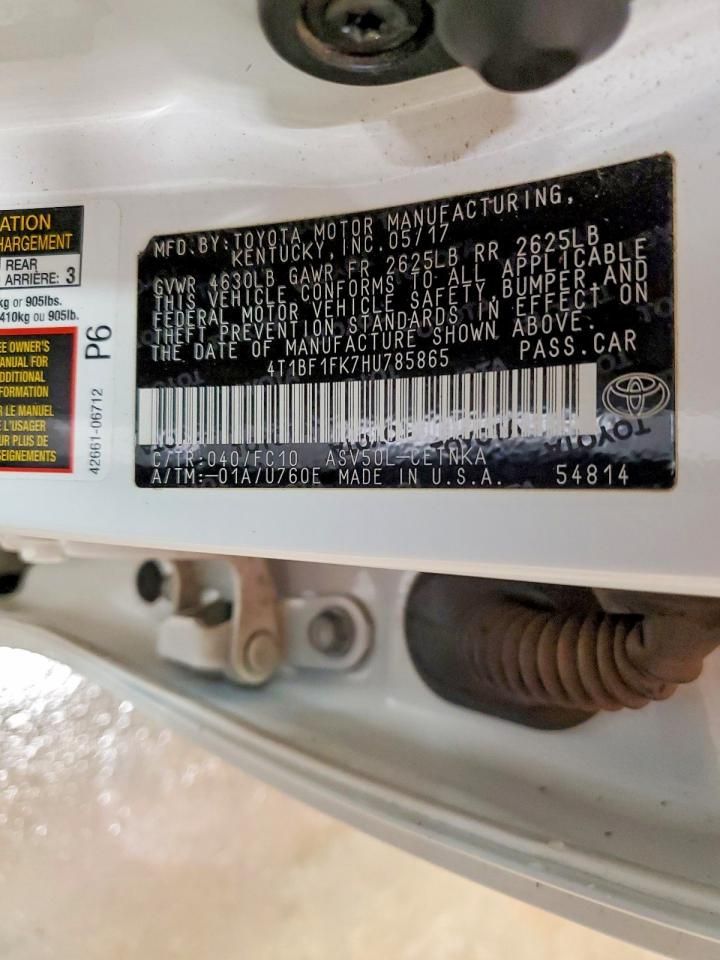 ATION
HARGEMENT
REAR
ARRIÈRE: 3
kg or 905lbs.
410kg ou 905lb.
EE OWNER'S
MANUAL FOR
DDITIONAL
FORMATION
R LE MANUEL
E L'USAGER
UR PLUS DE
SEIGNEMENTS
P6
42661-06712
MFD.BY:TOYOTA MOTOR MANUFACTURING,
KENTUCKY, INC.05/17
GVWR 4630LB GAWR FR 2625LB RR 2625LB
THIS VEHICLE CONFORMS TO ALL APPLICABLE
FEDERAL MOTOR VEHICLE SAFETY,BUMPER,AND
THEFT PREVENTION STANDARDS IN EFFECT ON
THE DATE OF MANUFACTURE SHOWN ABOVE.
4T1BF1FK7HU785865 PASS.CAR
C/TR:040/FC10 ASV50L-CETNKA
A/TM:-01A/U760E MADE IN U.S.A. 54814
TOYOTA